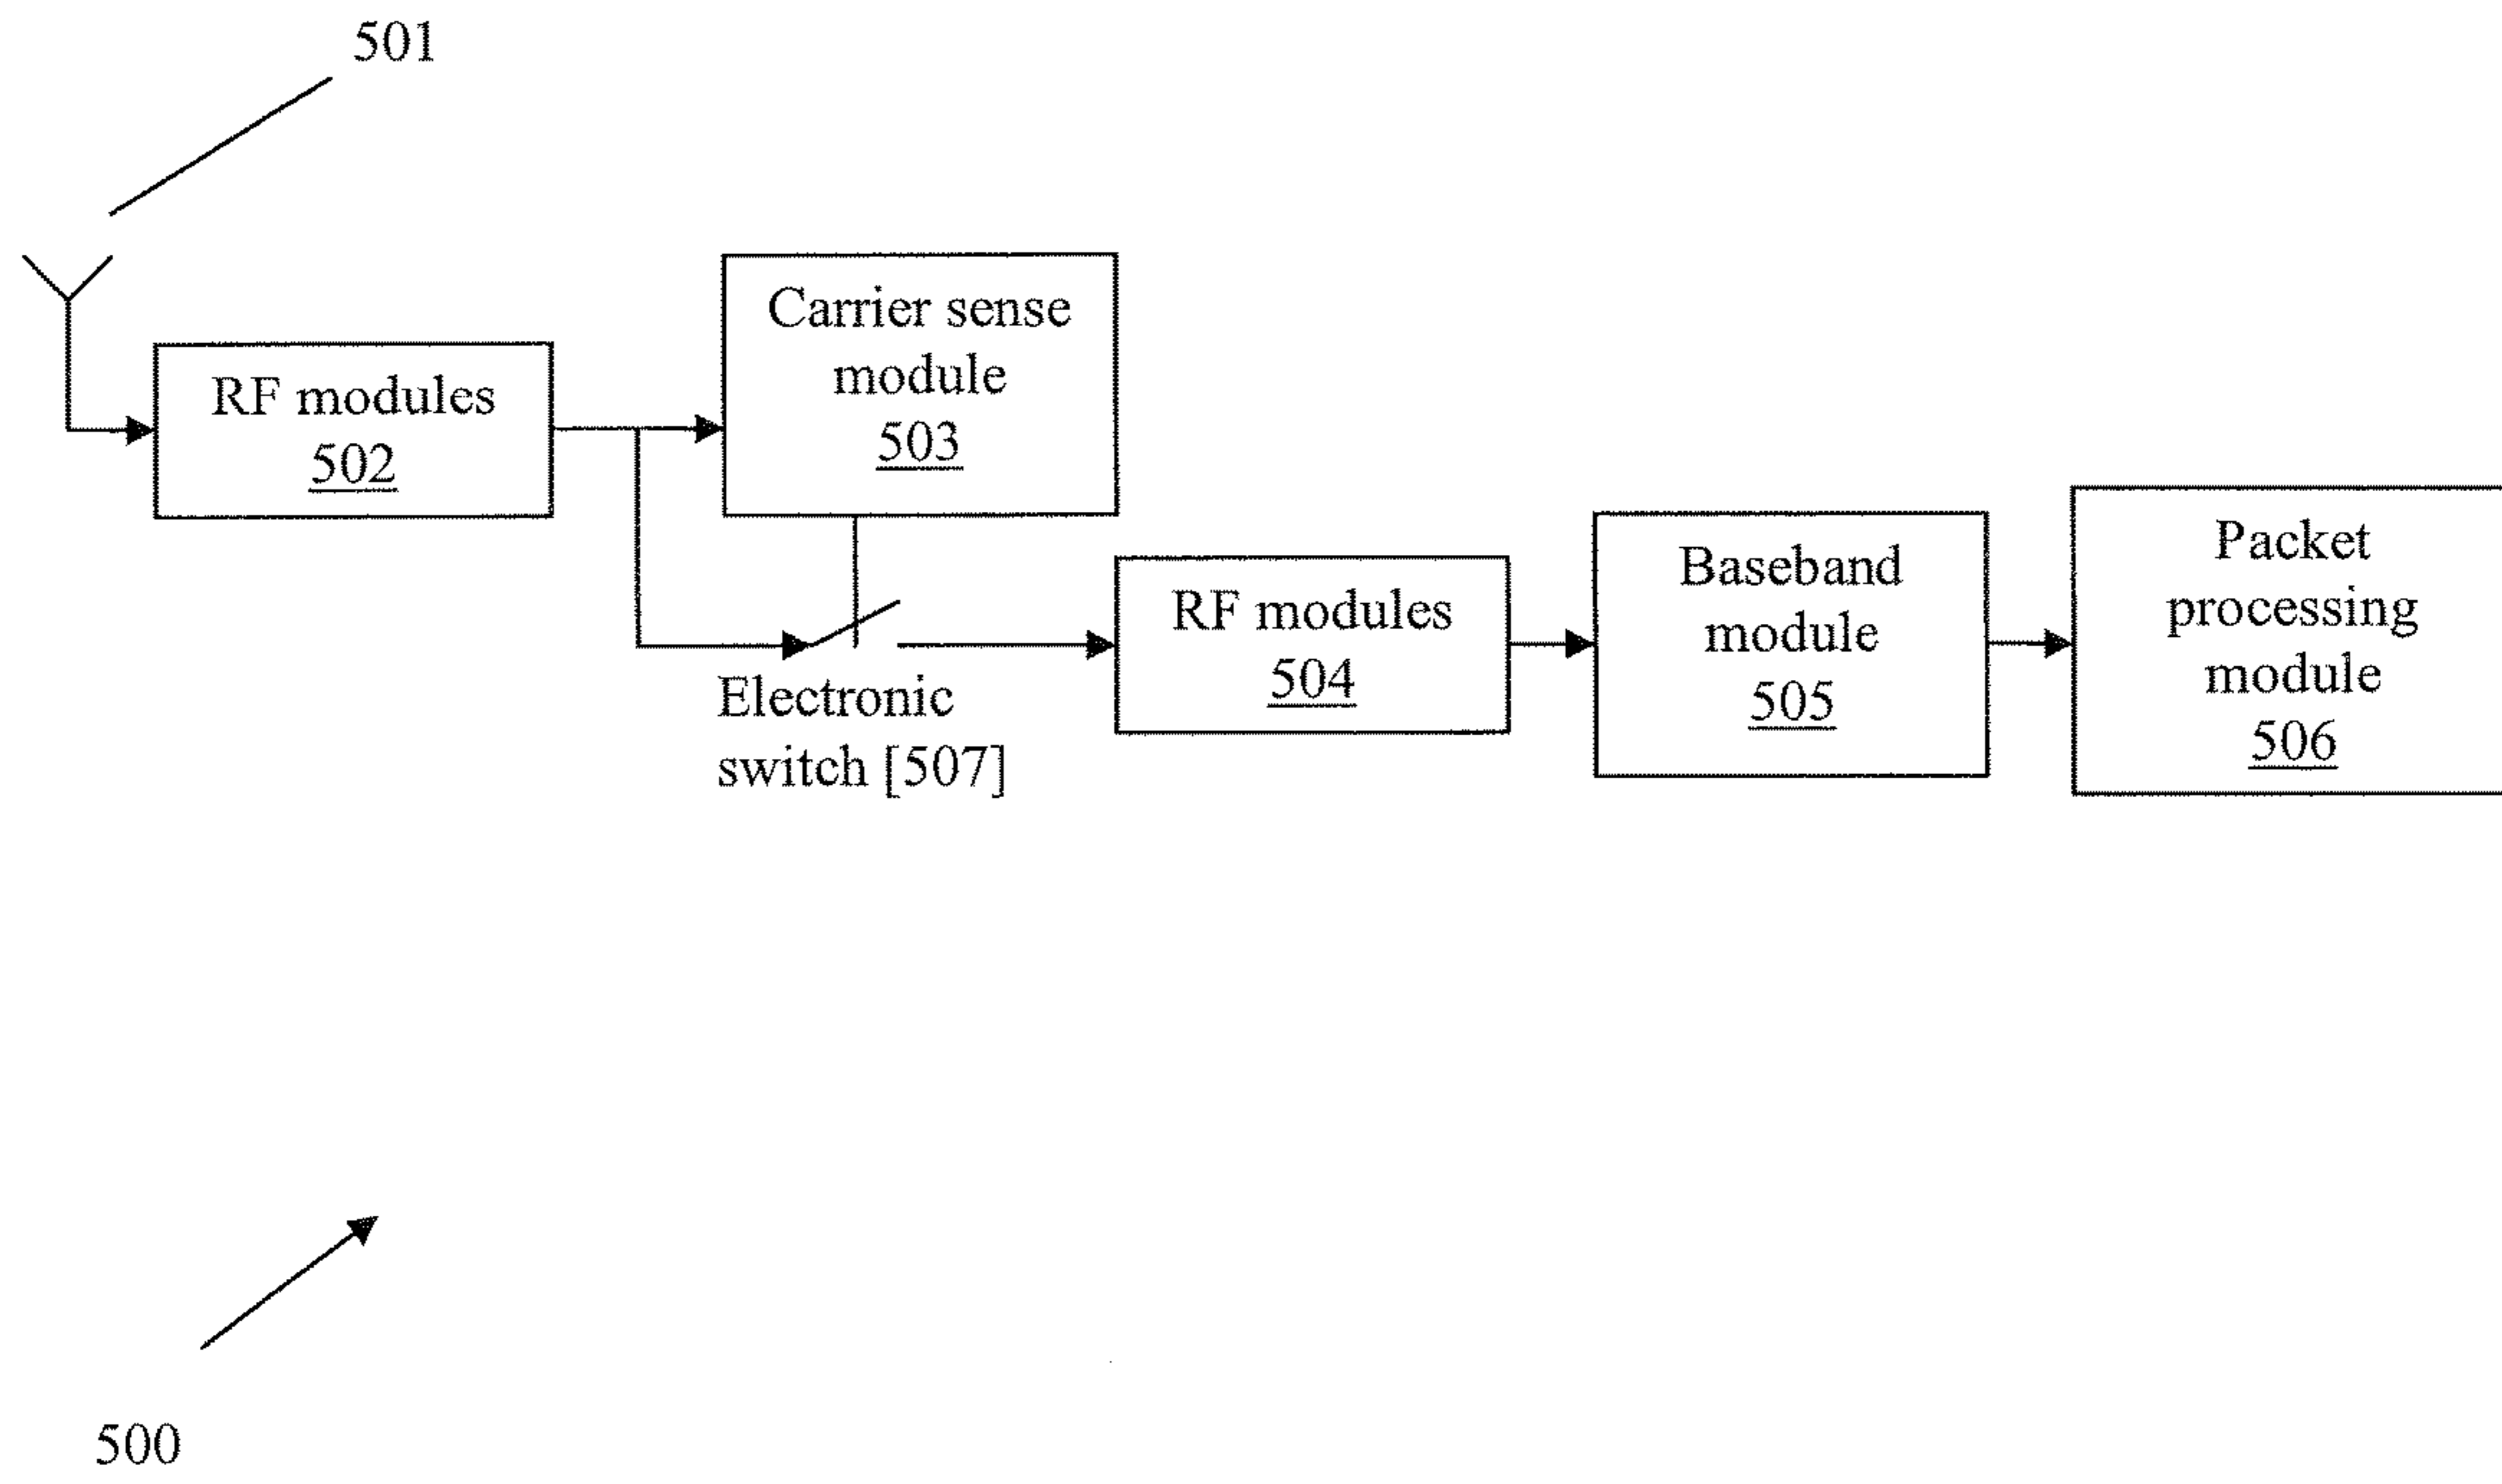 501
Carrier sense
module
503
RF modules
502
RF modules
504
Baseband
module
505
Packet
processing
module
506
Electronic
switch [507]
500